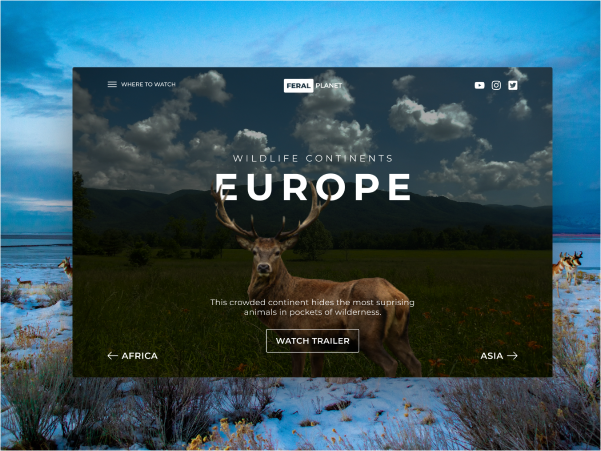 WHERE TO WATCH
FERAL PLANET
WILDLIFE CONTINENTS
EUROPE
This crowded continent hides the most suprising
animals in pockets of wilderness.
WATCH TRAILER
← AFRICA
ASIA →